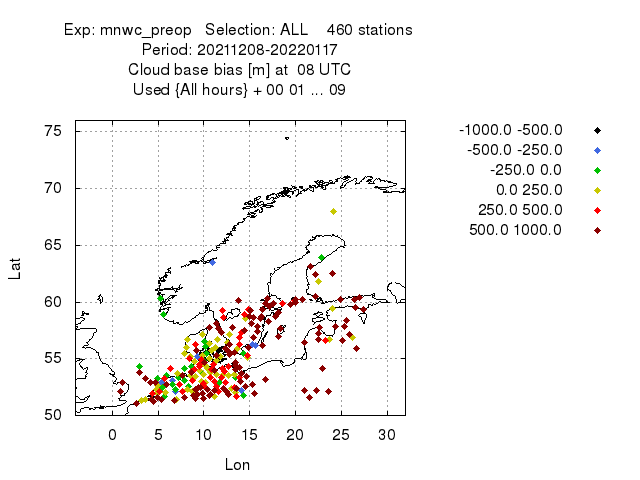 Exp: mnwc_preop   Selection: ALL    460 stations
Period: 20211208-20220117
Cloud base bias [m] at  08 UTC
Used {All hours} + 00 01 ... 09
-1000.0 -500.0
-500.0 -250.0
-250.0 0.0
0.0 250.0
250.0 500.0
500.0 1000.0
75
70
65
60
55
50
Lat
0 5 10 15 20 25 30
Lon